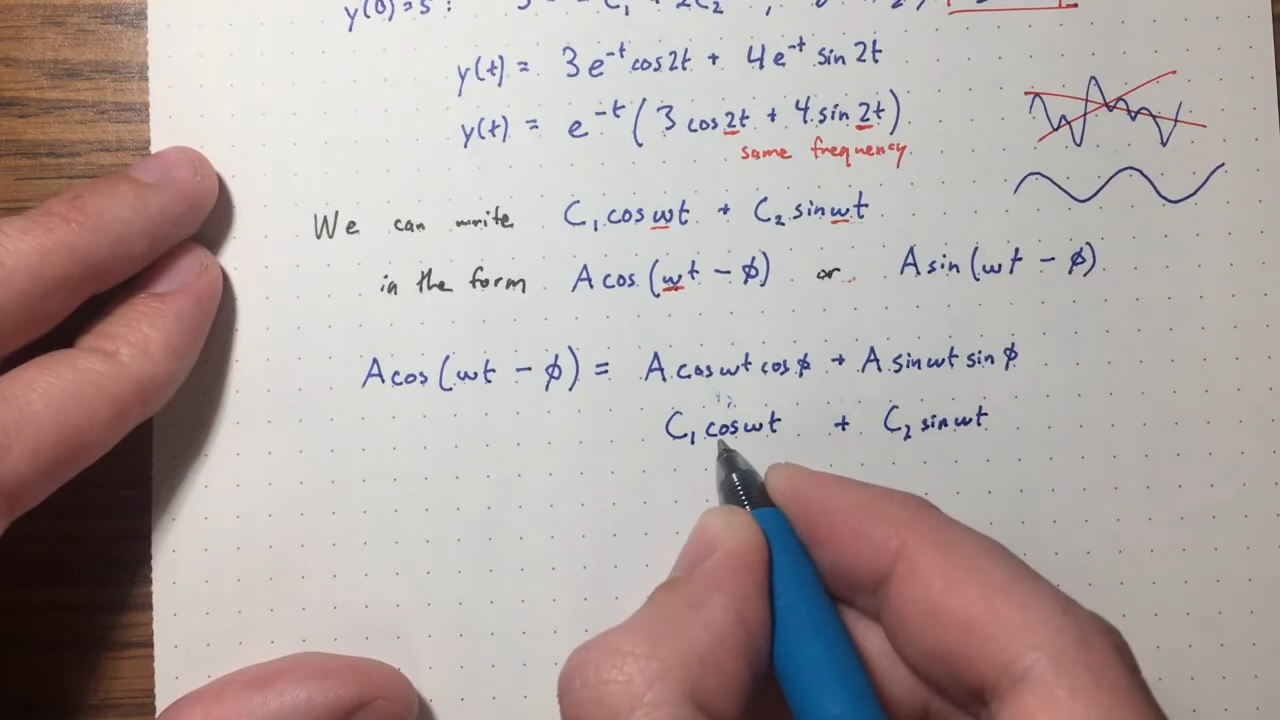 y(0)=5:
y(t) = 3e^{-t} cos 2t + 4e^{-t} sin 2t
y(t) = e^{-t} (3 cos 2t + 4 sin 2t)
same frequency
We can write C₁ cos ωt + C₂ sin ωt
in the form A cos (ωt - ϕ) or A sin (ωt - ϕ)
A cos (ωt - ϕ) = A cos ωt cos ϕ + A sin ωt sin ϕ
C₁ cos ωt + C₂ sin ωt